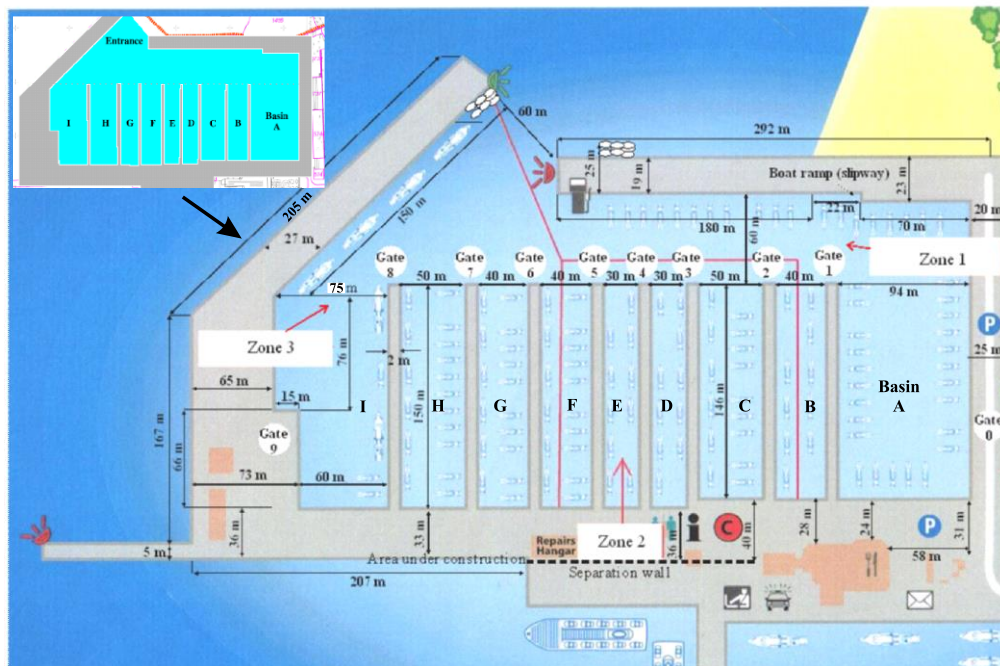 Entrance
I
H
G
F
E
D
C
B
Basin
A
205 m
27 m
150 m
60 m
292 m
25 m
19 m
Boat ramp (slipway)
23 m
20 m
180 m
22 m
70 m
60 m
Zone 1
Gate
8
Gate
7
Gate
6
Gate
5
Gate
4
Gate
3
Gate
2
Gate
1
50 m
40 m
40 m
30 m
30 m
50 m
40 m
94 m
75 m
Zone 3
76 m
2 m
P
25 m
65 m
15 m
I
150 m
H
G
F
E
D
146 m
C
B
Basin
A
Gate
0
167 m
66 m
Gate
9
73 m
60 m
36 m
33 m
5 m
Repairs
Hangar
Zone 2
36 m
i
C
40 m
28 m
24 m
P
31 m
58 m
Area under construction
Separation wall
207 m